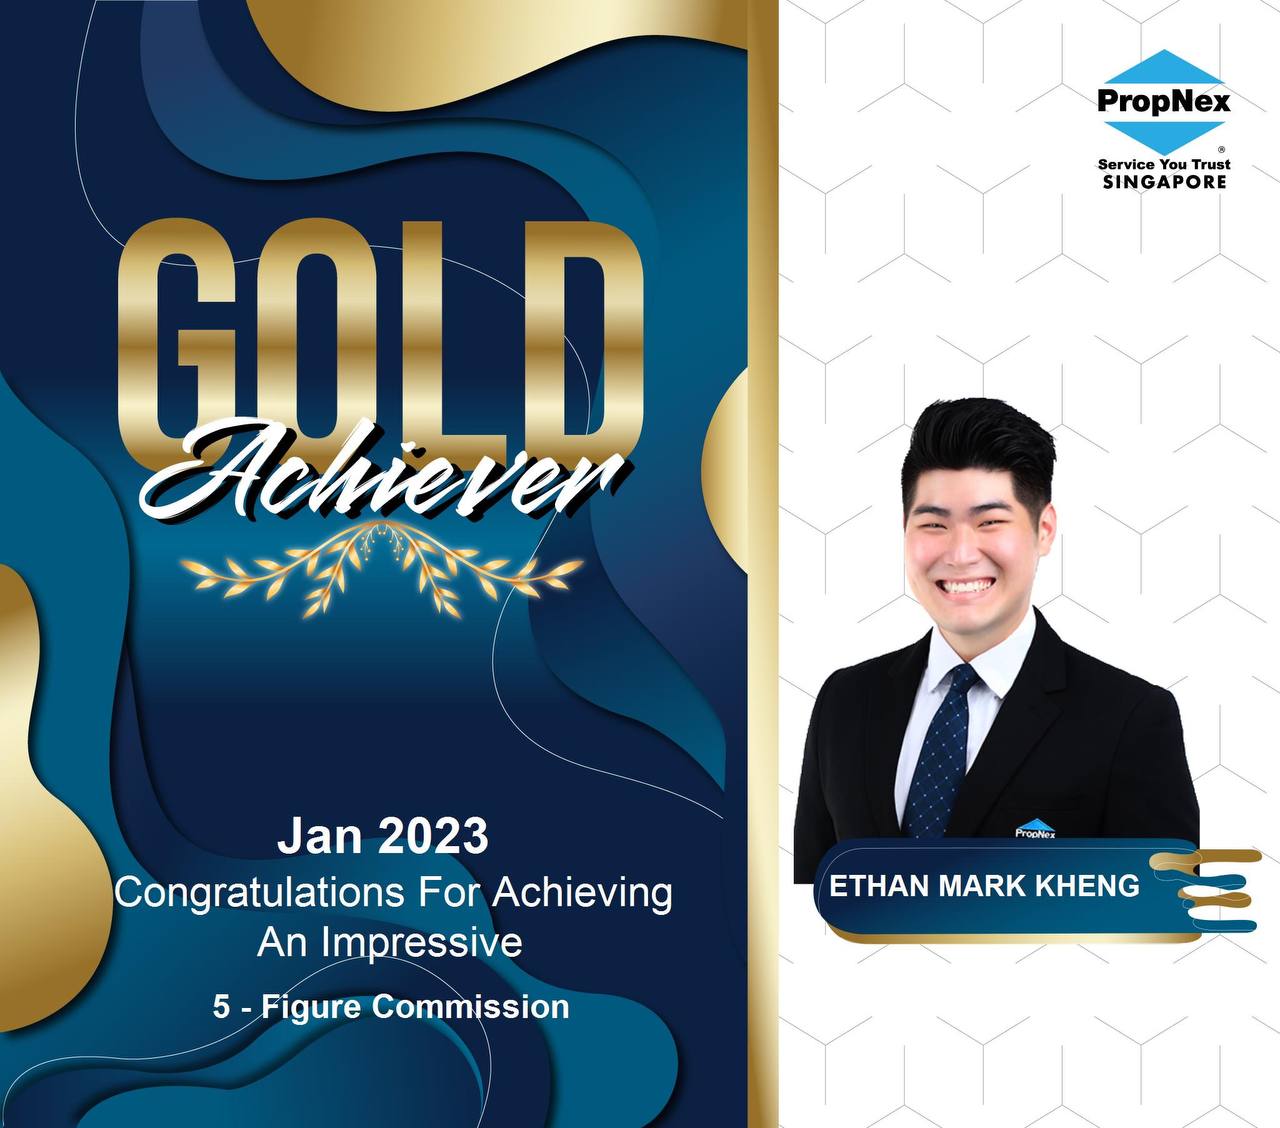 GOLD
Achiever
Jan 2023
Congratulations For Achieving
An Impressive
5 - Figure Commission
PropNex
®
Service You Trust
SINGAPORE
PropNex
ETHAN MARK KHENG